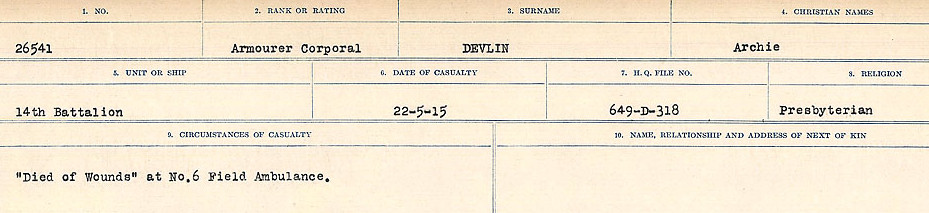 1. NO. 2. RANK OR RATING 3. SURNAME 4. CHRISTIAN NAMES
26541 Armourer Corporal DEVLIN Archie
5. UNIT OR SHIP 6. DATE OF CASUALTY 7. H.Q. FILE NO. 8. RELIGION
14th Battalion 22-5-15 649-D-318 Presbyterian
9. CIRCUMSTANCES OF CASUALTY 10. NAME, RELATIONSHIP AND ADDRESS OF NEXT OF KIN
"Died of Wounds" at No.6 Field Ambulance.